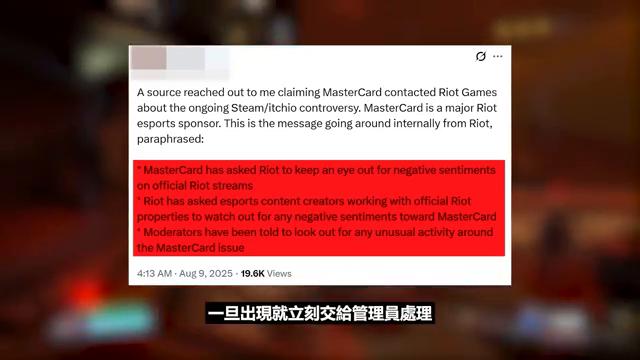 A source reached out to me claiming MasterCard contacted Riot Games
about the ongoing Steam/itchio controversy. MasterCard is a major Riot
esports sponsor. This is the message going around internally from Riot,
paraphrased:
* MasterCard has asked Riot to keep an eye out for negative sentiments
on official Riot streams
* Riot has asked esports content creators working with official Riot
properties to watch out for any negative sentiments toward MasterCard
* Moderators have been told to look out for any unusual activity around
the MasterCard issue
4:13 AM · Aug 9, 2025 · 19.6K Views
一旦出現就立刻交給管理員處理